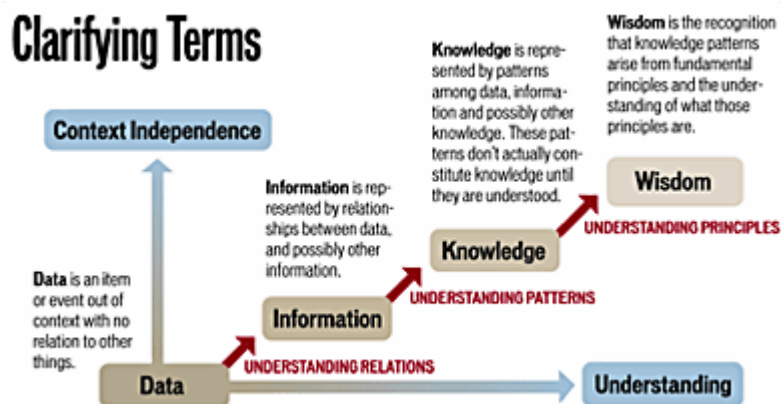 Clarifying Terms
Context Independence
Data is an item
or event out of
context with no
relation to other
things.
Data
Information is rep-
resented by relation-
ships between data,
and possibly other
information.
Information
UNDERSTANDING RELATIONS
Knowledge is repre-
sented by patterns
among data, informa-
tion and possibly other
knowledge. These pat-
terns don't actually con-
stitute knowledge until
they are understood.
Knowledge
UNDERSTANDING PATTERNS
Wisdom is the recognition
that knowledge patterns
arise from fundamental
principles and the under-
standing of what those
principles are.
Wisdom
UNDERSTANDING PRINCIPLES
Understanding